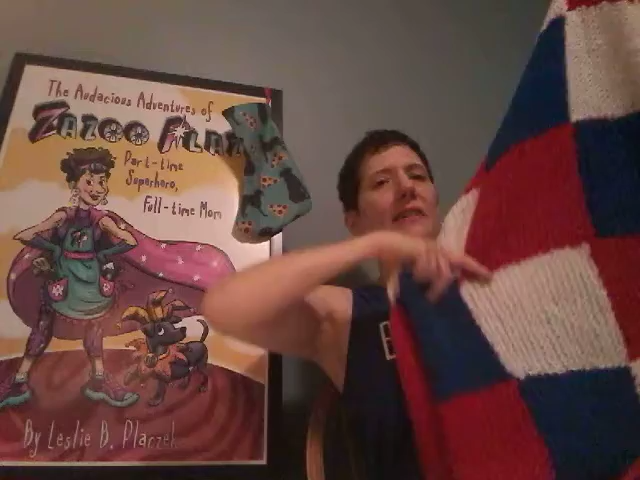 The Audacious Adventures of
ZAZOO
Part-time
Superhero,
Full-time Mom
By Leslie B. Placzek